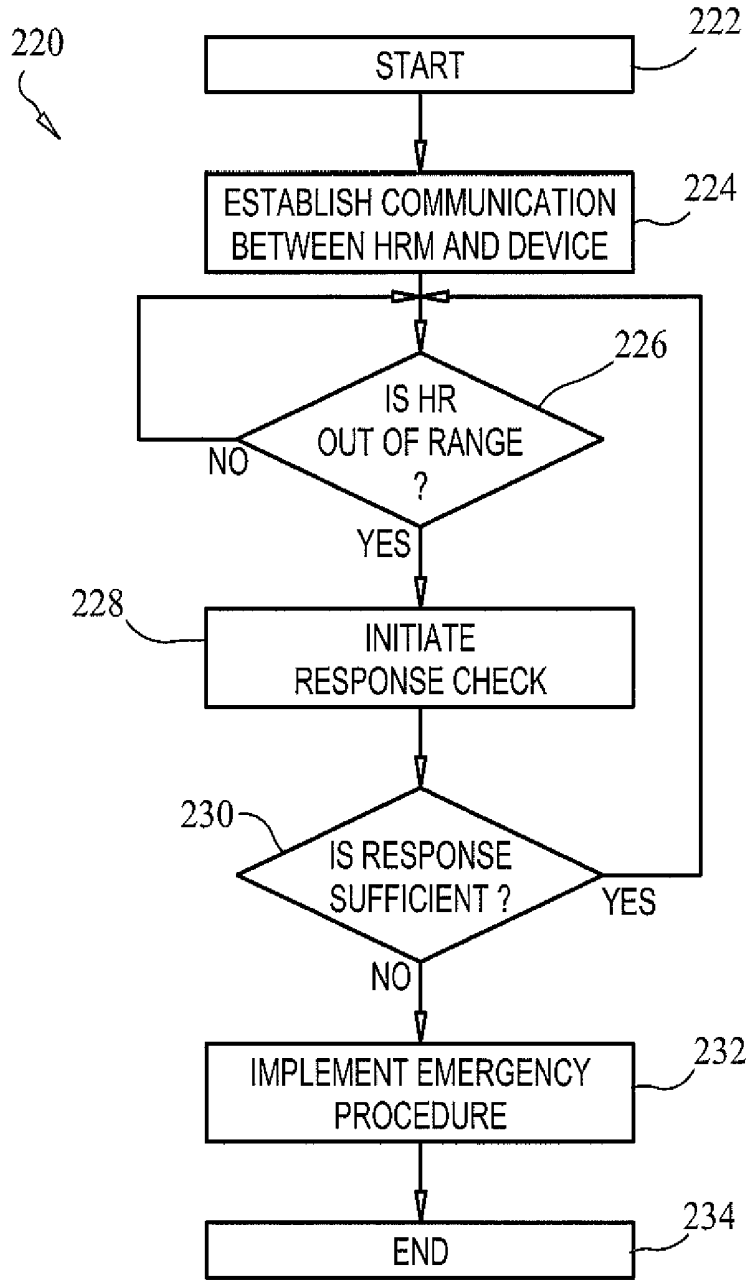 220
START
222
ESTABLISH COMMUNICATION
BETWEEN HRM AND DEVICE
224
226
IS HR
OUT OF RANGE
?
NO
YES
228
INITIATE
RESPONSE CHECK
230
IS RESPONSE
SUFFICIENT ?
YES
NO
IMPLEMENT EMERGENCY
PROCEDURE
232
END
234